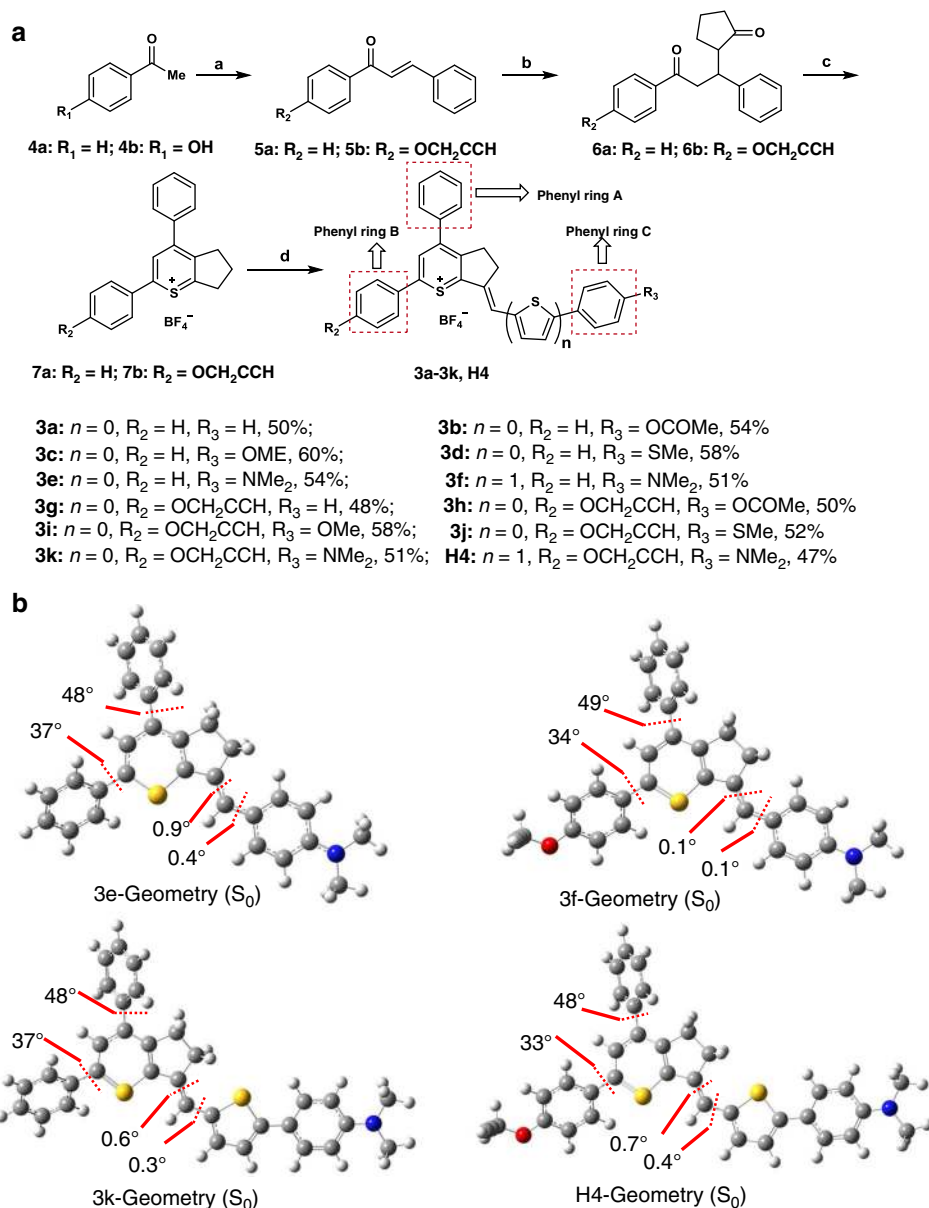 a
O
Me
R₁
a
O
R₂
b
O
O
R₂
c
4a: R₁ = H; 4b: R₁ = OH
5a: R₂ = H; 5b: R₂ = OCH₂CCH
6a: R₂ = H; 6b: R₂ = OCH₂CCH
S
+
R₂
BF₄⁻
d
Phenyl ring A
Phenyl ring B
Phenyl ring C
S
+
S
R₃
R₂
BF₄⁻
n
7a: R₂ = H; 7b: R₂ = OCH₂CCH
3a-3k, H4
3a: n = 0, R₂ = H, R₃ = H, 50%;
3b: n = 0, R₂ = H, R₃ = OCOMe, 54%
3c: n = 0, R₂ = H, R₃ = OME, 60%;
3d: n = 0, R₂ = H, R₃ = SMe, 58%
3e: n = 0, R₂ = H, R₃ = NMe₂, 54%;
3f: n = 1, R₂ = H, R₃ = NMe₂, 51%
3g: n = 0, R₂ = OCH₂CCH, R₃ = H, 48%;
3h: n = 0, R₂ = OCH₂CCH, R₃ = OCOMe, 50%
3i: n = 0, R₂ = OCH₂CCH, R₃ = OMe, 58%;
3j: n = 0, R₂ = OCH₂CCH, R₃ = SMe, 52%
3k: n = 0, R₂ = OCH₂CCH, R₃ = NMe₂, 51%;
H4: n = 1, R₂ = OCH₂CCH, R₃ = NMe₂, 47%
b
48°
37°
0.9°
0.4°
3e-Geometry (S₀)
49°
34°
0.1°
0.1°
3f-Geometry (S₀)
48°
37°
0.6°
0.3°
3k-Geometry (S₀)
48°
33°
0.7°
0.4°
H4-Geometry (S₀)